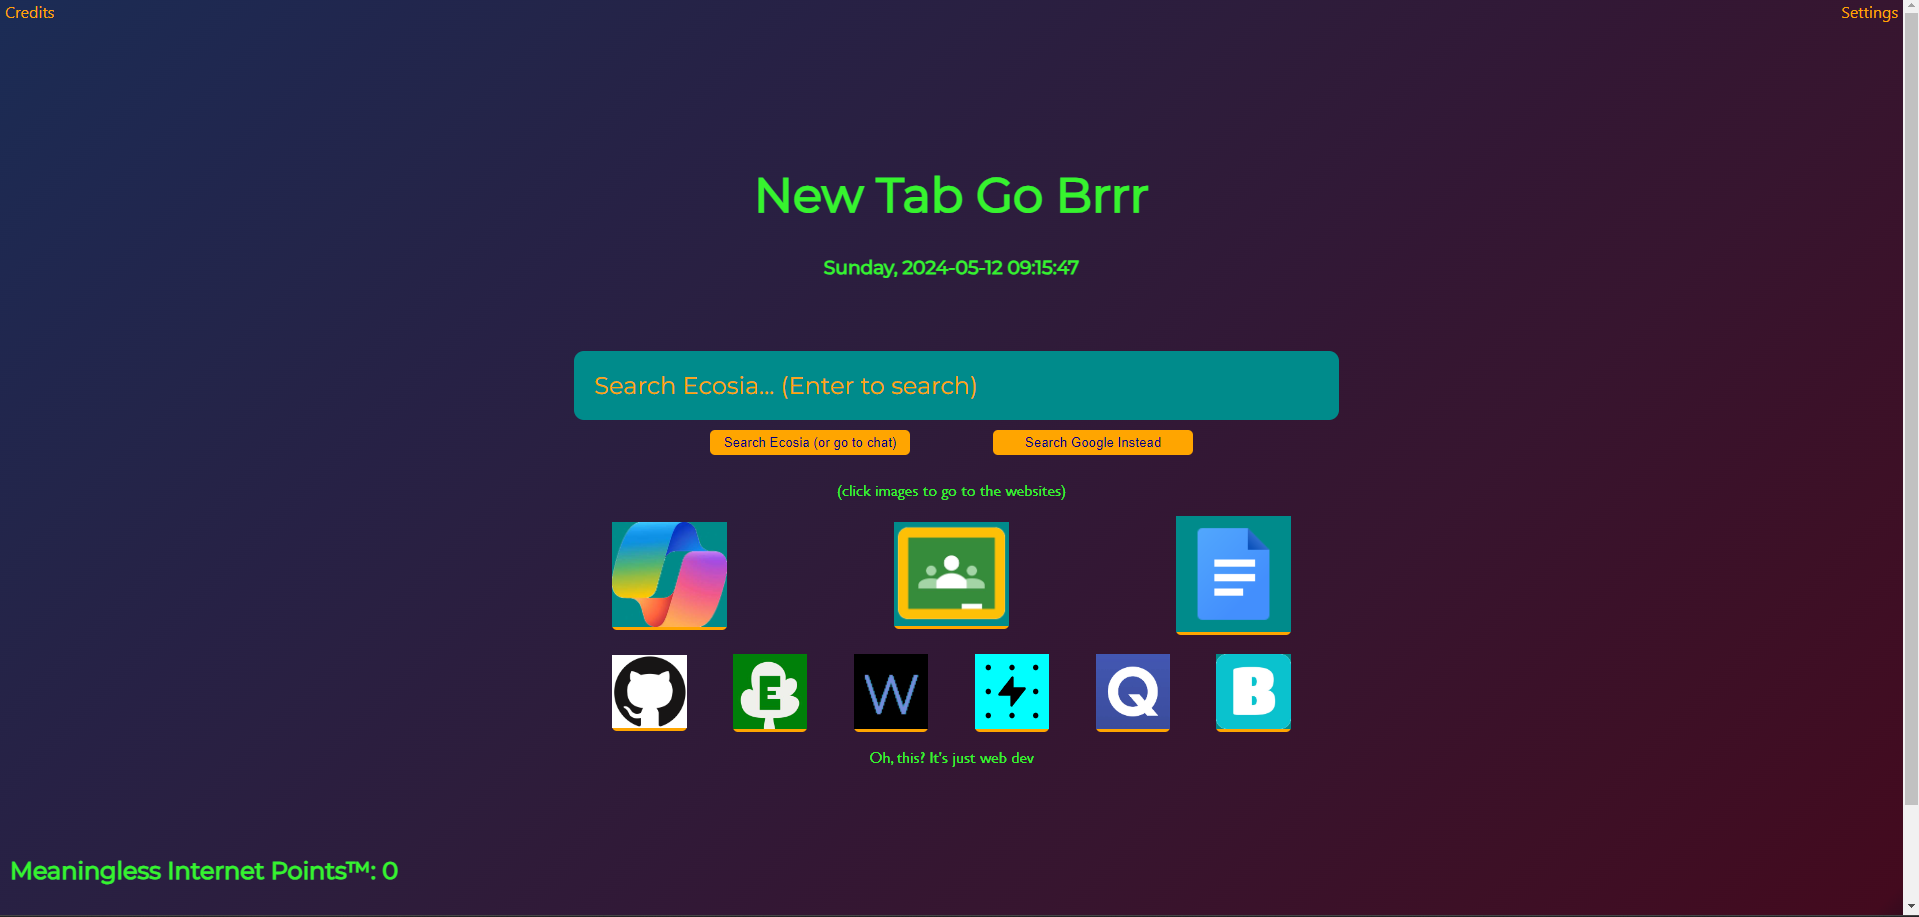 Credits
Settings
New Tab Go Brrr
Sunday, 2024-05-12 09:15:47
Search Ecosia... (Enter to search)
Search Ecosia (or go to chat)
Search Google Instead
(click images to go to the websites)
E
W
Q
B
Oh, this? It's just web dev
Meaningless Internet Points™: 0